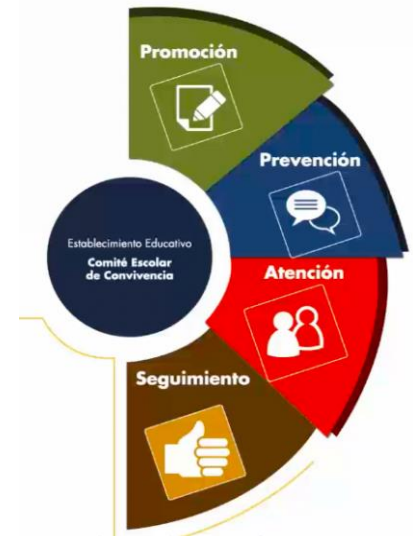 Promoción
Prevención
Establecimiento Educativo
Comité Escolar
de Convivencia
Atención
Seguimiento